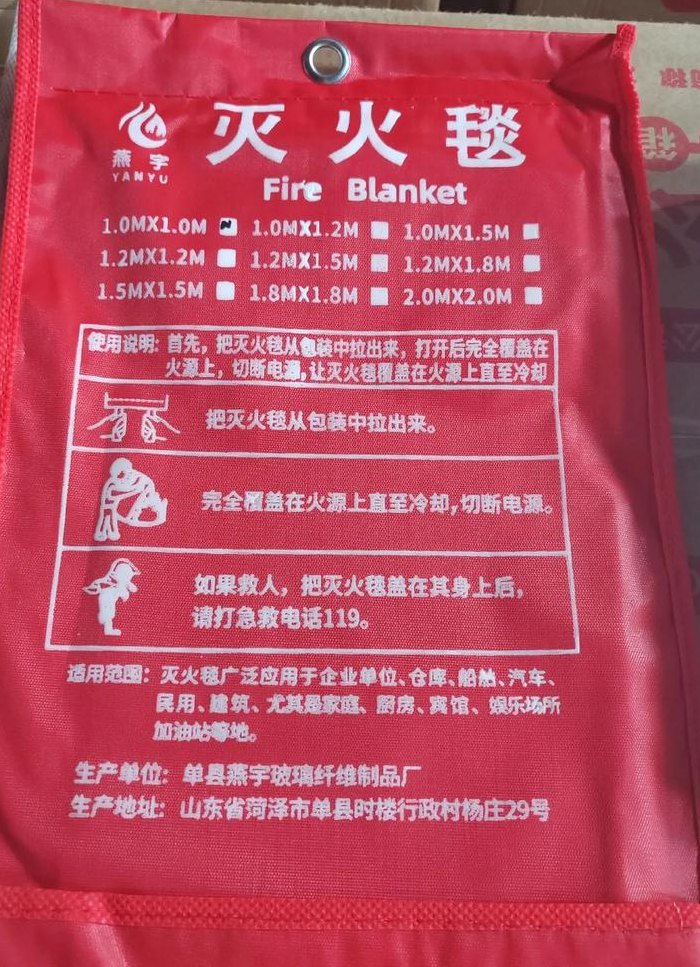 灭火毯
燕宇
YANYU
Fire Blanket
1.0MX1.0M 1.0MX1.2M 1.0MX1.5M
1.2MX1.2M 1.2MX1.5M 1.2MX1.8M
1.5MX1.5M 1.8MX1.8M 2.0MX2.0M
使用说明: 首先，把灭火毯从包装中拉出来，打开后完全覆盖在
火源上，切断电源,让灭火毯覆盖在火源上直至冷却
把灭火毯从包装中拉出来。
完全覆盖在火源上直至冷却,切断电源。
如果救人，把灭火毯盖在其身上后，
请打急救电话119。
适用范围：灭火毯广泛应用于企业单位、仓库、船舶、汽车、
民用、建筑、尤其是家庭、厨房、宾馆、娱乐场所
加油站等地。
生产单位：单县燕宇玻璃纤维制品厂
生产地址：山东省菏泽市单县时楼行政村杨庄29号